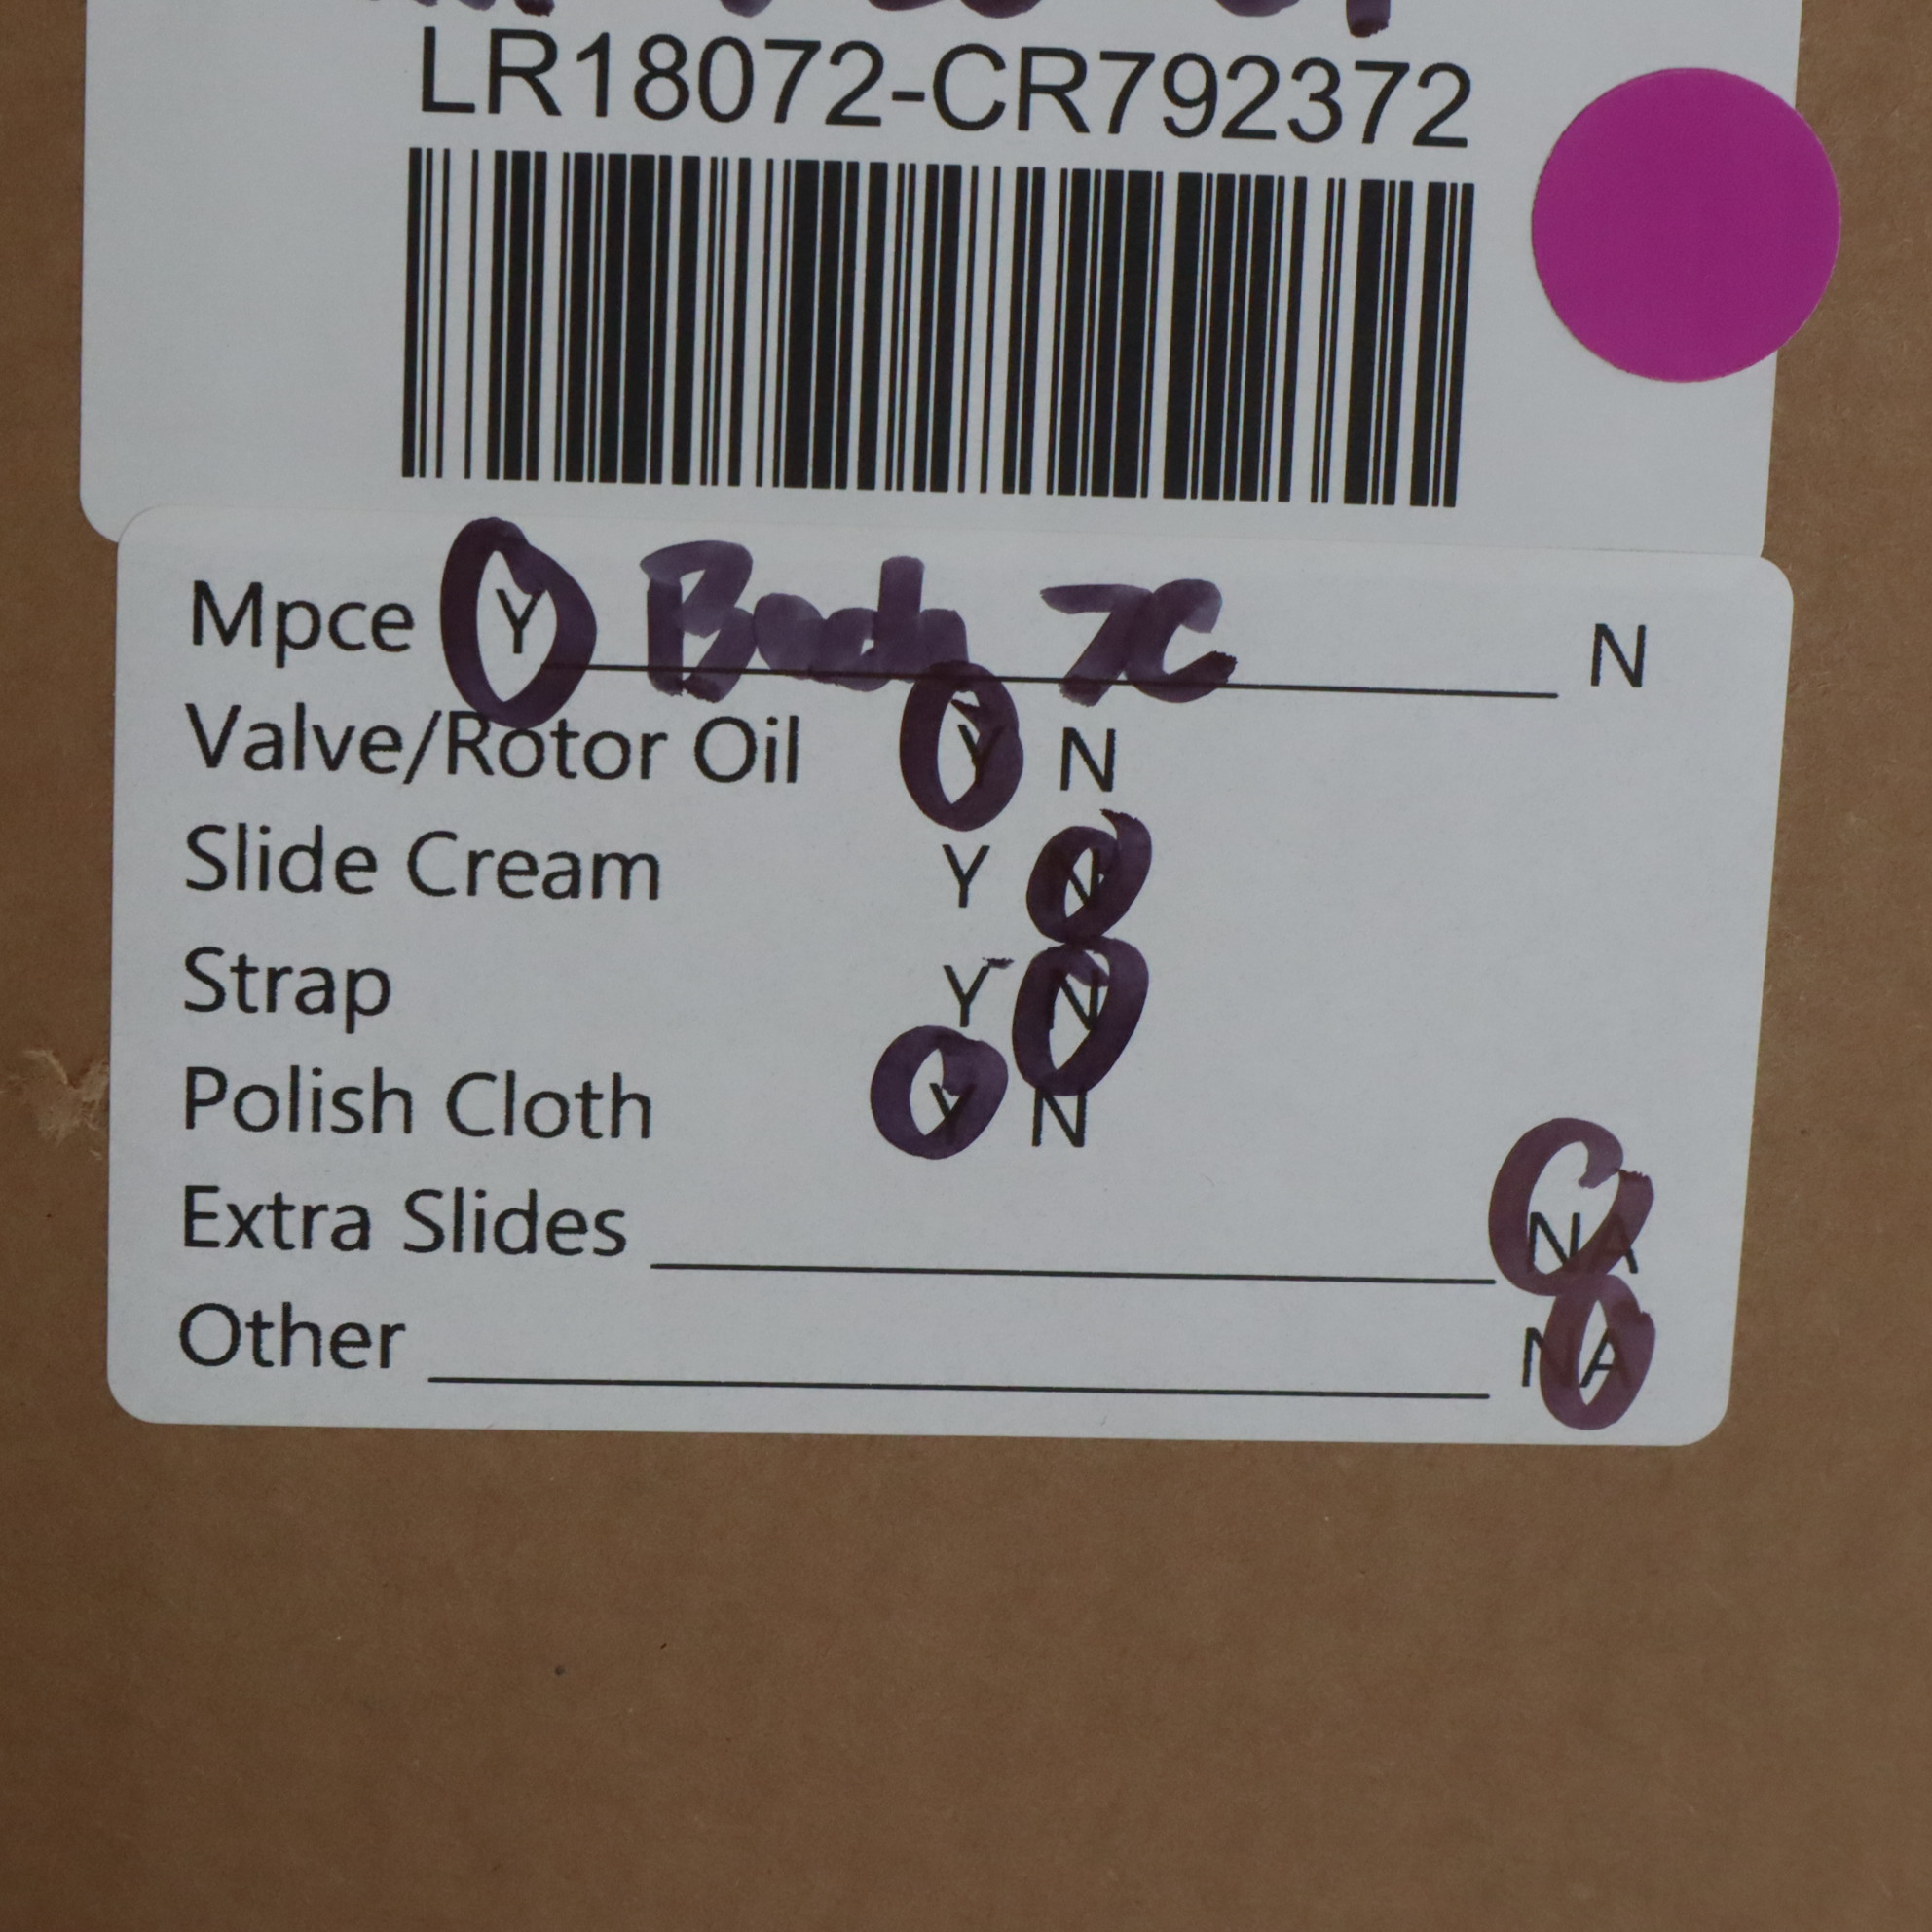 LR18072-CR792372
Mpce Y Bach 7C N
Valve/Rotor Oil Y N
Slide Cream Y N
Strap Y N
Polish Cloth Y N
Extra Slides NA
Other NA